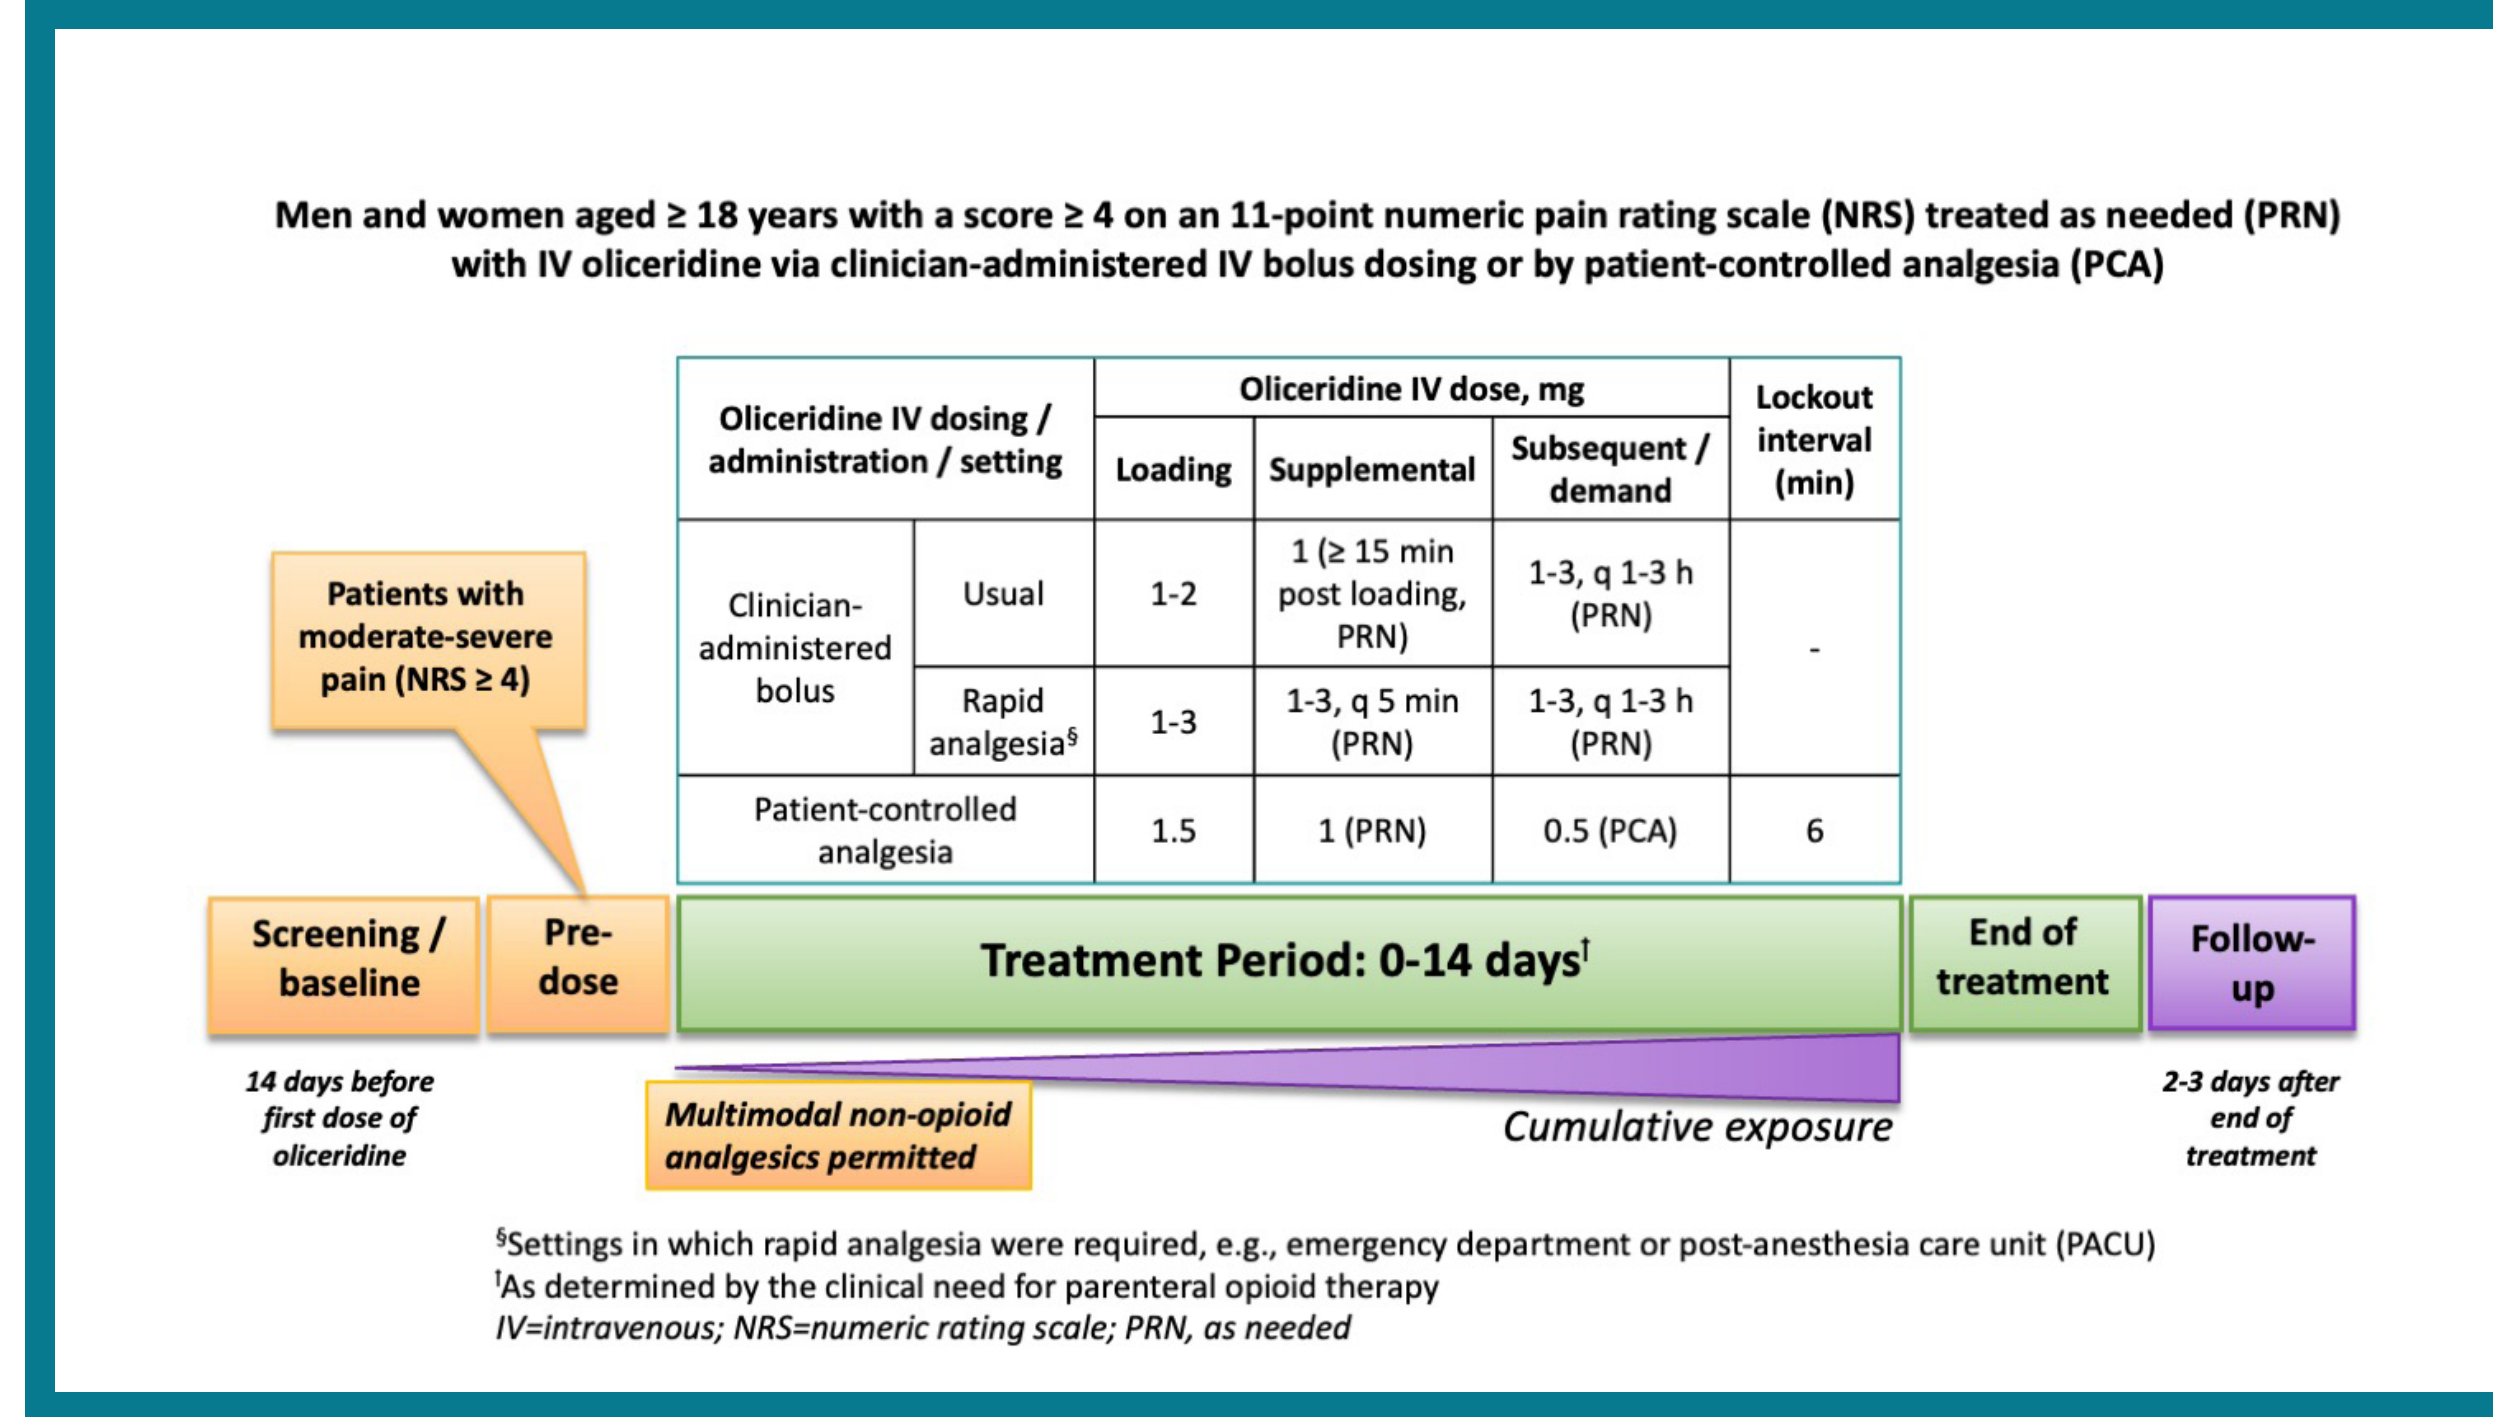 Men and women aged ≥ 18 years with a score ≥ 4 on an 11-point numeric pain rating scale (NRS) treated as needed (PRN)
with IV oliceridine via clinician-administered IV bolus dosing or by patient-controlled analgesia (PCA)
Oliceridine IV dosing /
administration / setting
Oliceridine IV dose, mg
Lockout
interval
(min)
Loading
Supplemental
Subsequent /
demand
Clinician-
administered
bolus
Usual
1-2
1 (≥ 15 min
post loading,
PRN)
1-3, q 1-3 h
(PRN)
-
Rapid
analgesia§
1-3
1-3, q 5 min
(PRN)
1-3, q 1-3 h
(PRN)
Patient-controlled
analgesia
1.5
1 (PRN)
0.5 (PCA)
6
Patients with
moderate-severe
pain (NRS ≥ 4)
Screening /
baseline
Pre-
dose
Treatment Period: 0-14 days†
End of
treatment
Follow-
up
14 days before
first dose of
oliceridine
Multimodal non-opioid
analgesics permitted
Cumulative exposure
2-3 days after
end of
treatment
§Settings in which rapid analgesia were required, e.g., emergency department or post-anesthesia care unit (PACU)
†As determined by the clinical need for parenteral opioid therapy
IV=intravenous; NRS=numeric rating scale; PRN, as needed